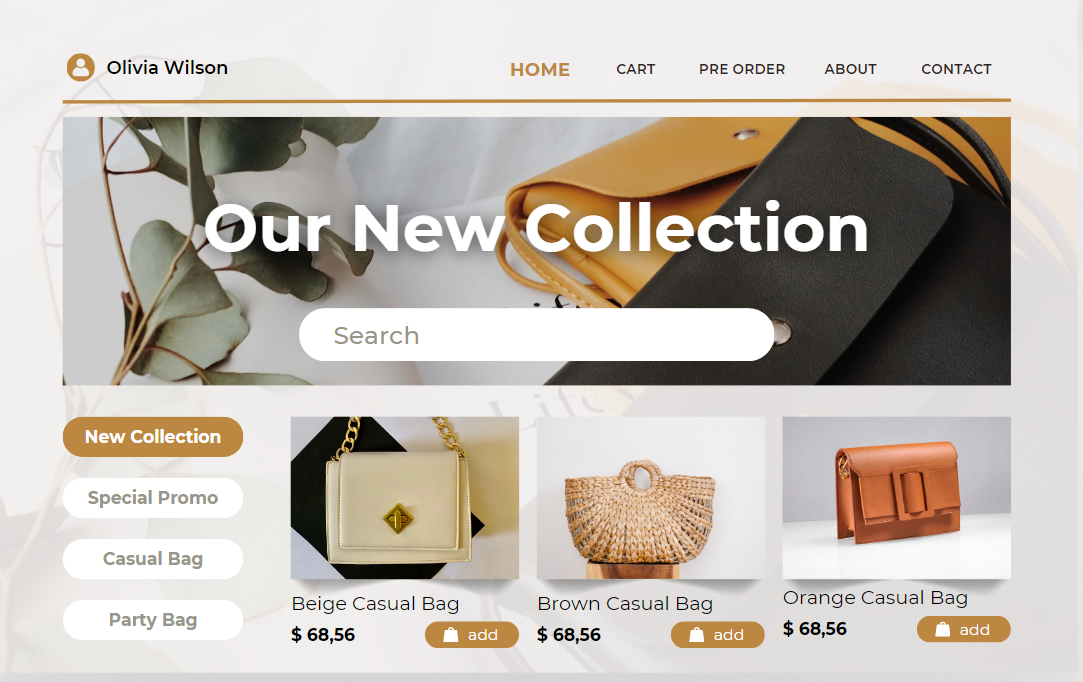 Olivia Wilson
HOME
CART
PRE ORDER
ABOUT
CONTACT
Our New Collection
Search
New Collection
Special Promo
Casual Bag
Party Bag
Beige Casual Bag
$ 68,56
add
Brown Casual Bag
$ 68,56
add
Orange Casual Bag
$ 68,56
add